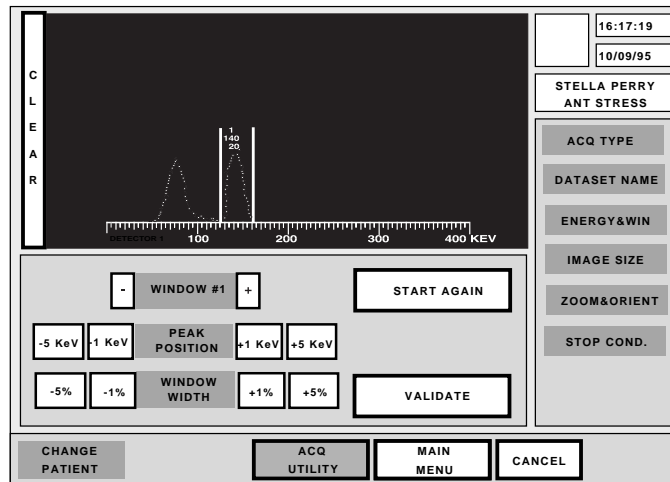 C
L
E
A
R
1
140
20
DETECTOR 1
100 200 300 400 KEV
16:17:19
10/09/95
STELLA PERRY
ANT STRESS
ACQ TYPE
DATASET NAME
ENERGY&WIN
IMAGE SIZE
ZOOM&ORIENT
STOP COND.
- WINDOW #1 +
START AGAIN
-5 KeV -1 KeV PEAK POSITION +1 KeV +5 KeV
-5% -1% WINDOW WIDTH +1% +5%
VALIDATE
CHANGE
PATIENT
ACQ
UTILITY
MAIN
MENU
CANCEL